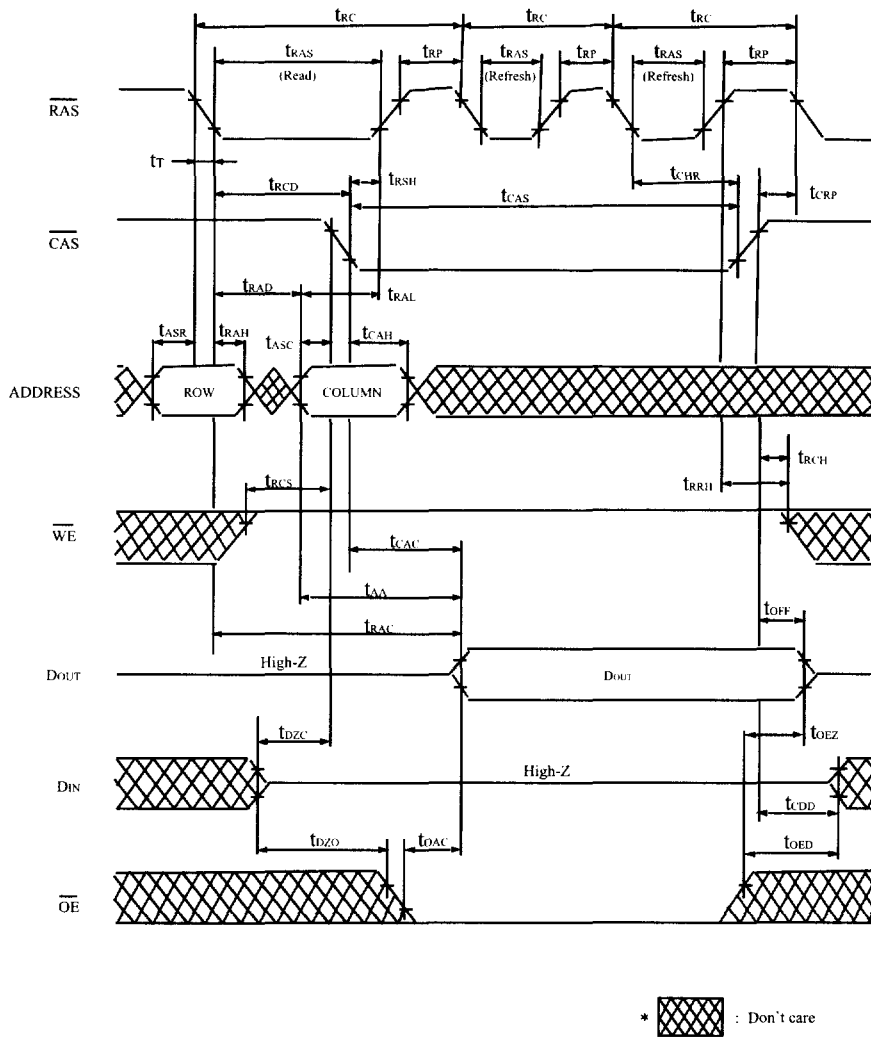 tRC tRC tRC
tRAS tRP tRAS tRP tRAS tRP
(Read) (Refresh) (Refresh)
RAS
tT
tRCD tRSH tCHR
tCAS tCRP
CAS
tRAD tRAL
tASR tRAH tASC tCAH
ADDRESS ROW COLUMN
tRCH
tRCS tRRH
WE
tCAC
tAA
tOFF
tRAC
High-Z
DOUT DOUT
tDZC tOEZ
High-Z
DIN
tCDD
tDZO tOAC tOED
OE
* : Don't care